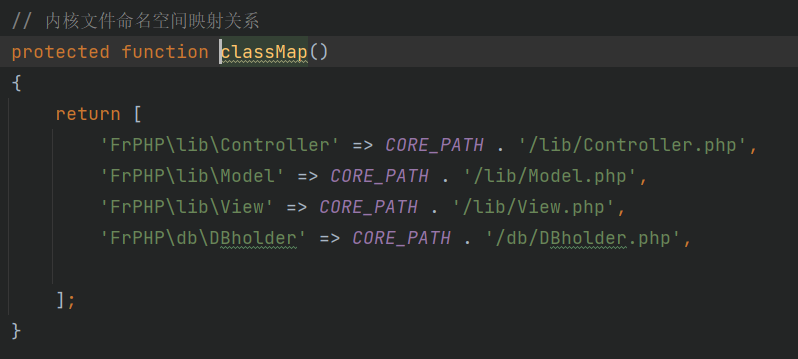 // 内核文件命名空间映射关系
protected function classMap()
{
    return [
        'FrPHP\lib\Controller' => CORE_PATH . '/lib/Controller.php',
        'FrPHP\lib\Model' => CORE_PATH . '/lib/Model.php',
        'FrPHP\lib\View' => CORE_PATH . '/lib/View.php',
        'FrPHP\db\DBholder' => CORE_PATH . '/db/DBholder.php',
    ];
}